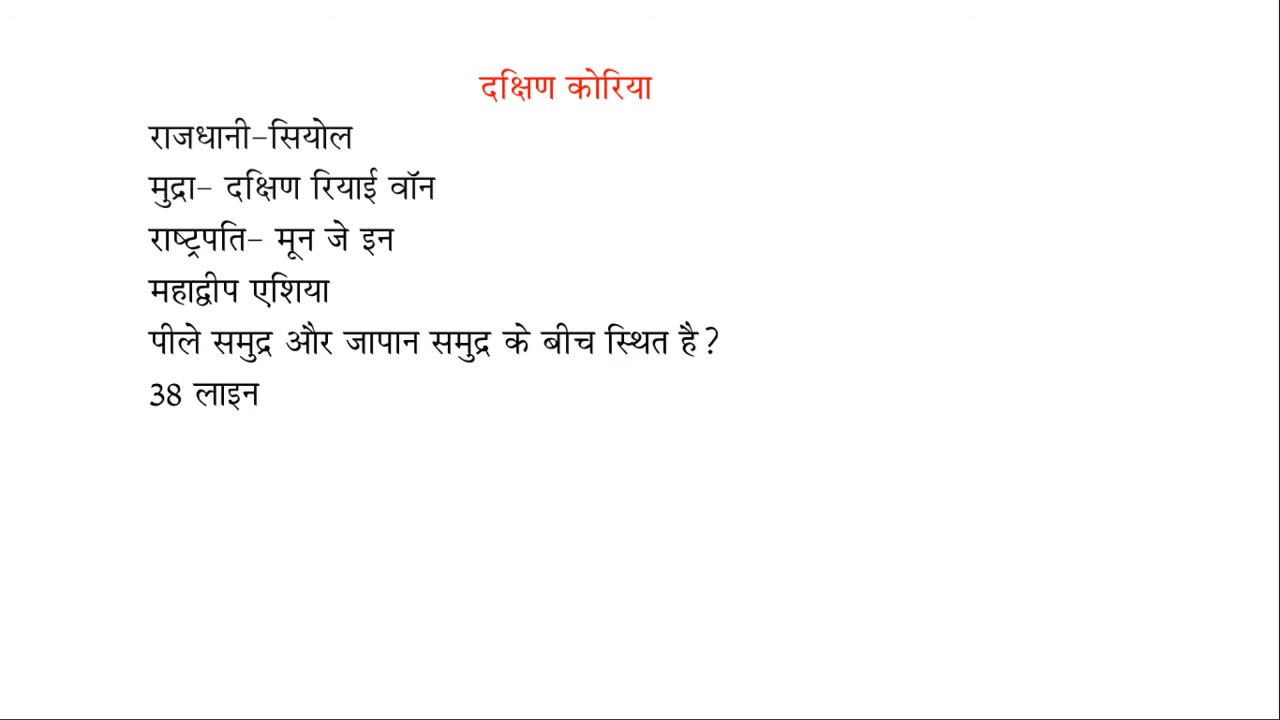 दक्षिण कोरिया
राजधानी-सियोल
मुद्रा- दक्षिण रियाई वॉन
राष्ट्रपति- मून जे इन
महाद्वीप एशिया
पीले समुद्र और जापान समुद्र के बीच स्थित है?
38 लाइन